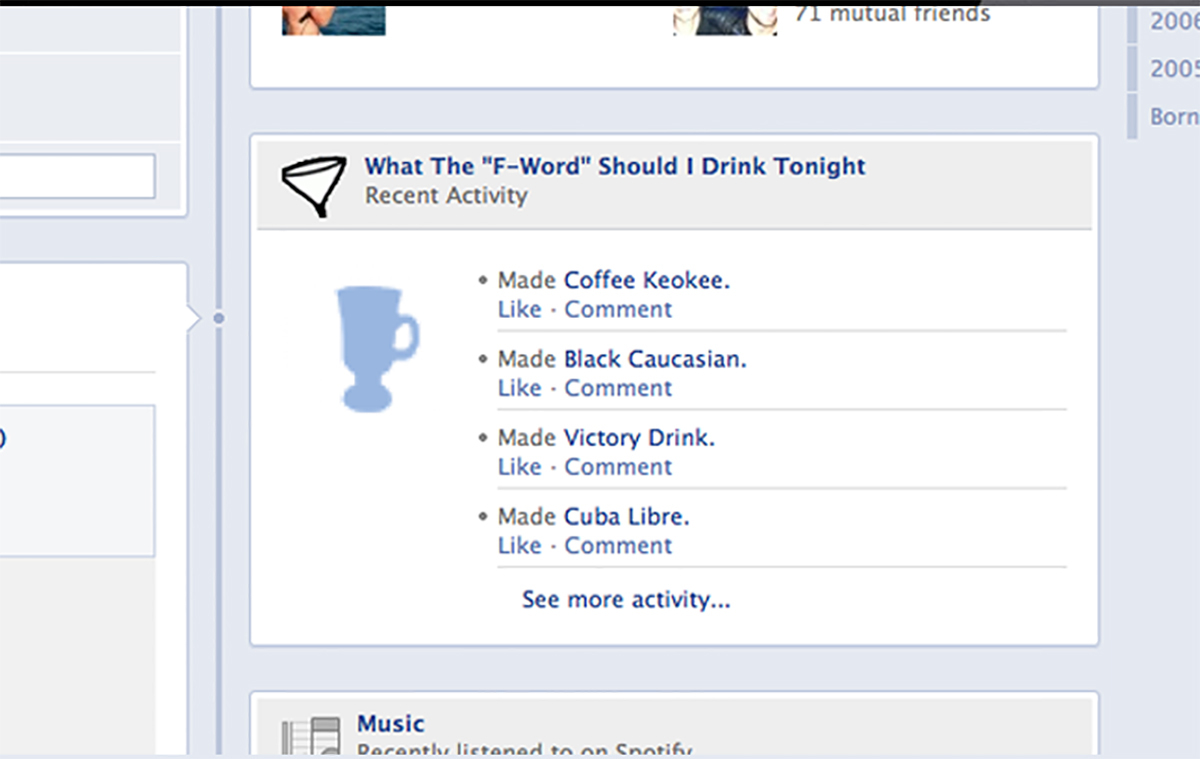 71 mutual friends
2006
2005
Born
What The "F-Word" Should I Drink Tonight
Recent Activity
• Made Coffee Keokee.
Like · Comment
• Made Black Caucasian.
Like · Comment
)
• Made Victory Drink.
Like · Comment
• Made Cuba Libre.
Like · Comment
See more activity...
Music
Recently listened to on Spotify